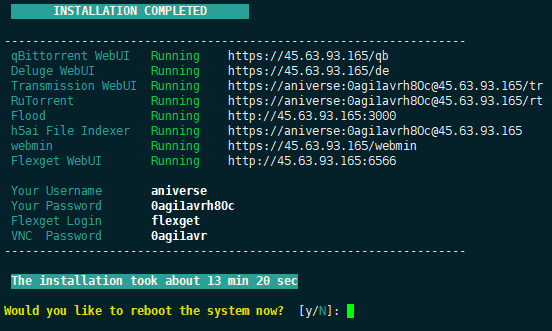 INSTALLATION COMPLETED
------------------------------------------------------------------
qBittorrent WebUI Running https://45.63.93.165/qb
Deluge WebUI Running https://45.63.93.165/de
Transmission WebUI Running https://aniverse:0agilavrh8Oc@45.63.93.165/tr
RuTorrent Running https://aniverse:0agilavrh8Oc@45.63.93.165/rt
Flood Running http://45.63.93.165:3000
h5ai File Indexer Running https://aniverse:0agilavrh8Oc@45.63.93.165
webmin Running https://45.63.93.165/webmin
Flexget WebUI Running http://45.63.93.165:6566
Your Username aniverse
Your Password 0agilavrh8Oc
Flexget Login flexget
VNC Password 0agilavr
------------------------------------------------------------------
The installation took about 13 min 20 sec
Would you like to reboot the system now? [y/N]: